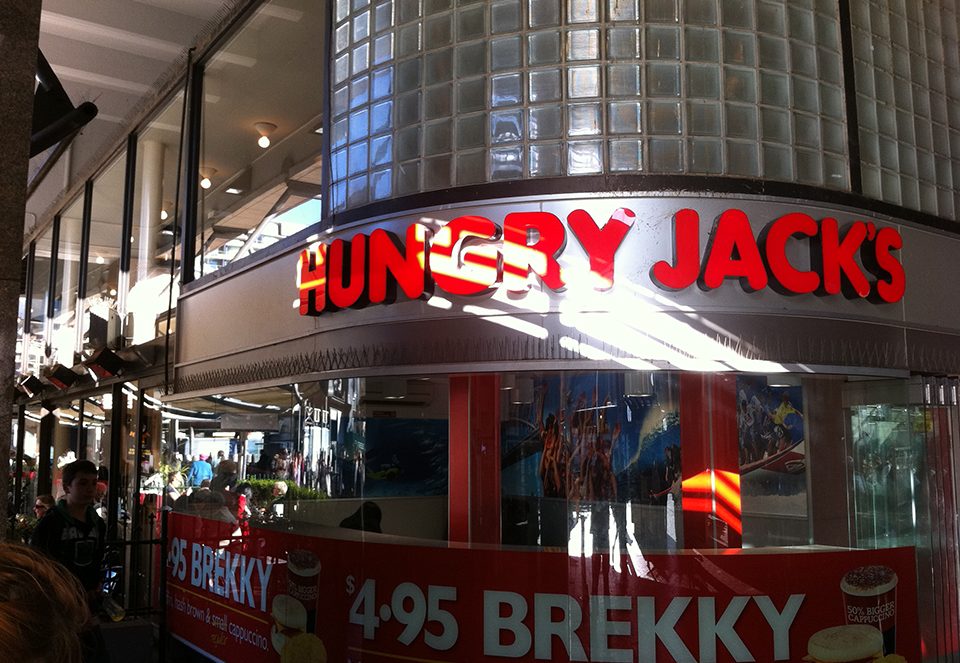 HUNGRY JACK'S
.95 BREKKY
hash brown & small cappuccino.
$4.95 BREKKY
50% BIGGER
CAPPUCCINO